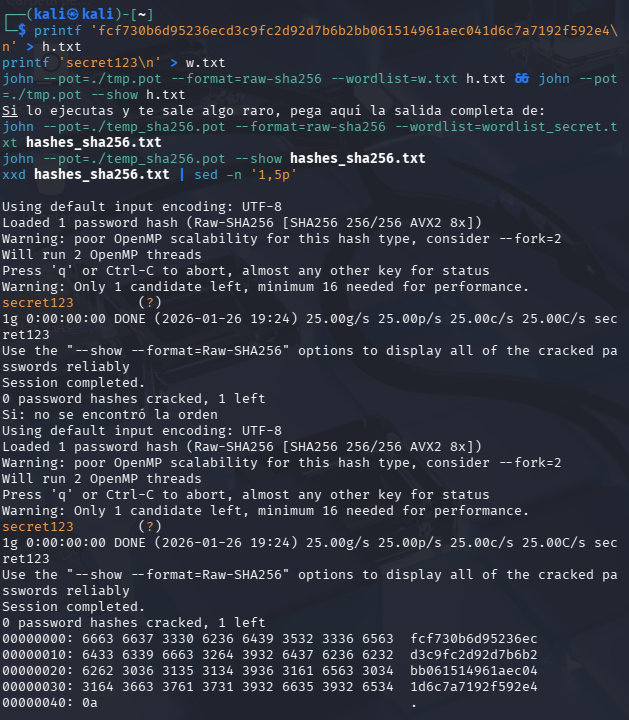 ┌──(kali㉿kali)-[~]
└─$ printf 'fcf730b6d95236ecd3c9fc2d92d7b6b2bb061514961aec041d6c7a7192f592e4\
n' > h.txt
printf 'secret123\n' > w.txt
john --pot=./tmp.pot --format=raw-sha256 --wordlist=w.txt h.txt && john --pot
=./tmp.pot --show h.txt
Si lo ejecutas y te sale algo raro, pega aquí la salida completa de:
john --pot=./temp_sha256.pot --format=raw-sha256 --wordlist=wordlist_secret.t
xt hashes_sha256.txt
john --pot=./temp_sha256.pot --show hashes_sha256.txt
xxd hashes_sha256.txt | sed -n '1,5p'
Using default input encoding: UTF-8
Loaded 1 password hash (Raw-SHA256 [SHA256 256/256 AVX2 8x])
Warning: poor OpenMP scalability for this hash type, consider --fork=2
Will run 2 OpenMP threads
Press 'q' or Ctrl-C to abort, almost any other key for status
Warning: Only 1 candidate left, minimum 16 needed for performance.
secret123        (?)
1g 0:00:00:00 DONE (2026-01-26 19:24) 25.00g/s 25.00p/s 25.00c/s 25.00C/s sec
ret123
Use the "--show --format=Raw-SHA256" options to display all of the cracked pa
sswords reliably
Session completed.
0 password hashes cracked, 1 left
Si: no se encontró la orden
Using default input encoding: UTF-8
Loaded 1 password hash (Raw-SHA256 [SHA256 256/256 AVX2 8x])
Warning: poor OpenMP scalability for this hash type, consider --fork=2
Will run 2 OpenMP threads
Press 'q' or Ctrl-C to abort, almost any other key for status
Warning: Only 1 candidate left, minimum 16 needed for performance.
secret123        (?)
1g 0:00:00:00 DONE (2026-01-26 19:24) 25.00g/s 25.00p/s 25.00c/s 25.00C/s sec
ret123
Use the "--show --format=Raw-SHA256" options to display all of the cracked pa
sswords reliably
Session completed.
0 password hashes cracked, 1 left
00000000: 6663 6637 3330 6236 6439 3532 3336 6563  fcf730b6d95236ec
00000010: 6433 6339 6663 3264 3932 6437 6236 6232  d3c9fc2d92d7b6b2
00000020: 6262 3036 3135 3134 3936 3161 6563 3034  bb061514961aec04
00000030: 3164 3663 3761 3731 3932 6635 3932 6534  1d6c7a7192f592e4
00000040: 0a                                       .